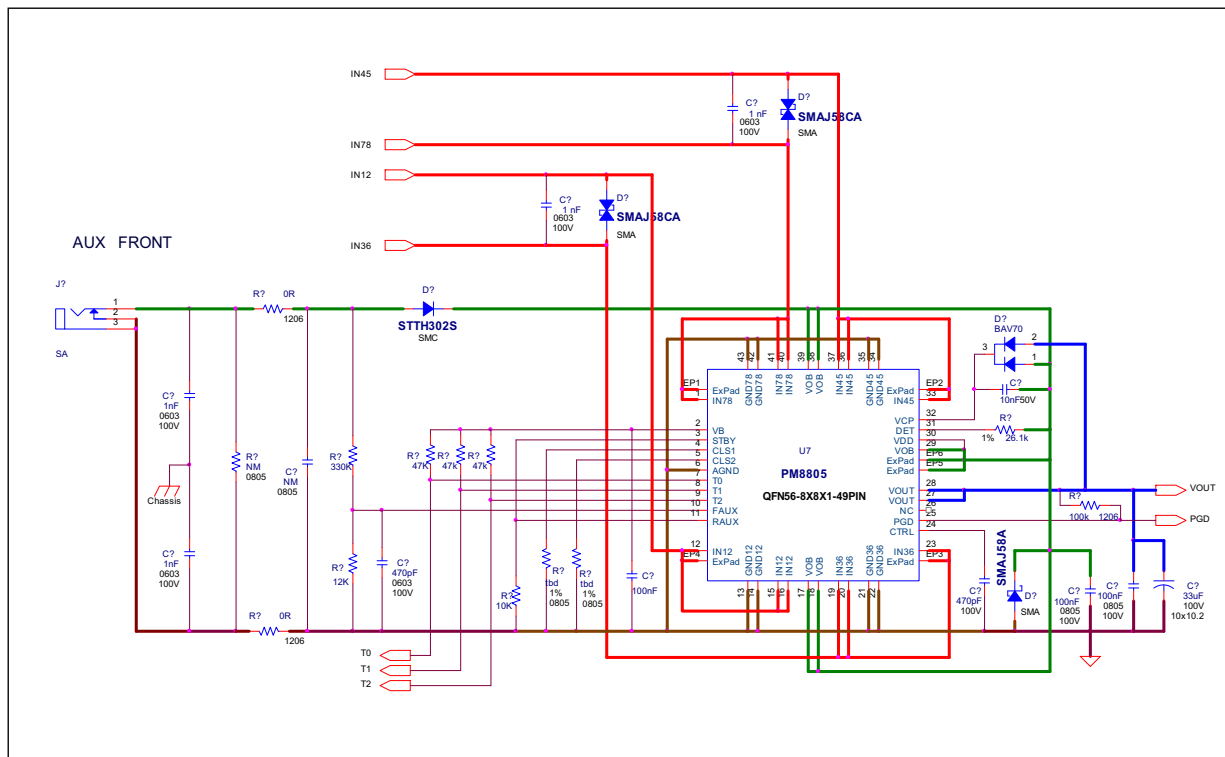 IN45
C?
1 nF
0603
100V
D?
SMAJ58CA
SMA
IN78
IN12
C?
1 nF
0603
100V
D?
SMAJ58CA
SMA
IN36
AUX FRONT
J?
1
2
3
SA
R?
0R
1206
D?
STTH302S
SMC
C?
1nF
0603
100V
Chassis
C?
1nF
0603
100V
R?
NM
0805
C?
NM
0805
R?
330K
R?
12K
C?
470pF
0603
100V
R?
0R
1206
R?
47K
R?
47K
R?
47k
R?
10K
R?
tbd
1%
0805
R?
tbd
1%
0805
C?
100nF
T0
T1
T2
43
42
41
40
39
38
37
36
35
34
GND78
GND78
IN78
IN78
VOB
VOB
IN45
IN45
GND45
GND45
EP1
1
2
3
4
5
6
7
8
9
10
11
12
EP4
ExPad
IN78
VB
STBY
CLS1
CLS2
AGND
T0
T1
T2
FAUX
RAUX
IN12
ExPad
U7
PM8805
QFN56-8X8X1-49PIN
ExPad
IN45
VCP
DET
VDD
VOB
ExPad
ExPad
VOUT
VOUT
NC
PGD
CTRL
IN36
ExPad
EP2
33
32
31
30
29
EP6
EP5
28
27
26
25
24
23
EP3
GND12
GND12
IN12
IN12
VOB
VOB
IN36
IN36
GND36
GND36
13
14
15
16
17
18
19
20
21
22
D?
BAV70
3
2
1
C?
10nF50V
R?
1%
26.1k
R?
100k
1206
VOUT
PGD
C?
470pF
100V
SMAJ58A
D?
SMA
C?
100nF
0805
100V
C?
100nF
0805
100V
C?
33uF
100V
10x10.2